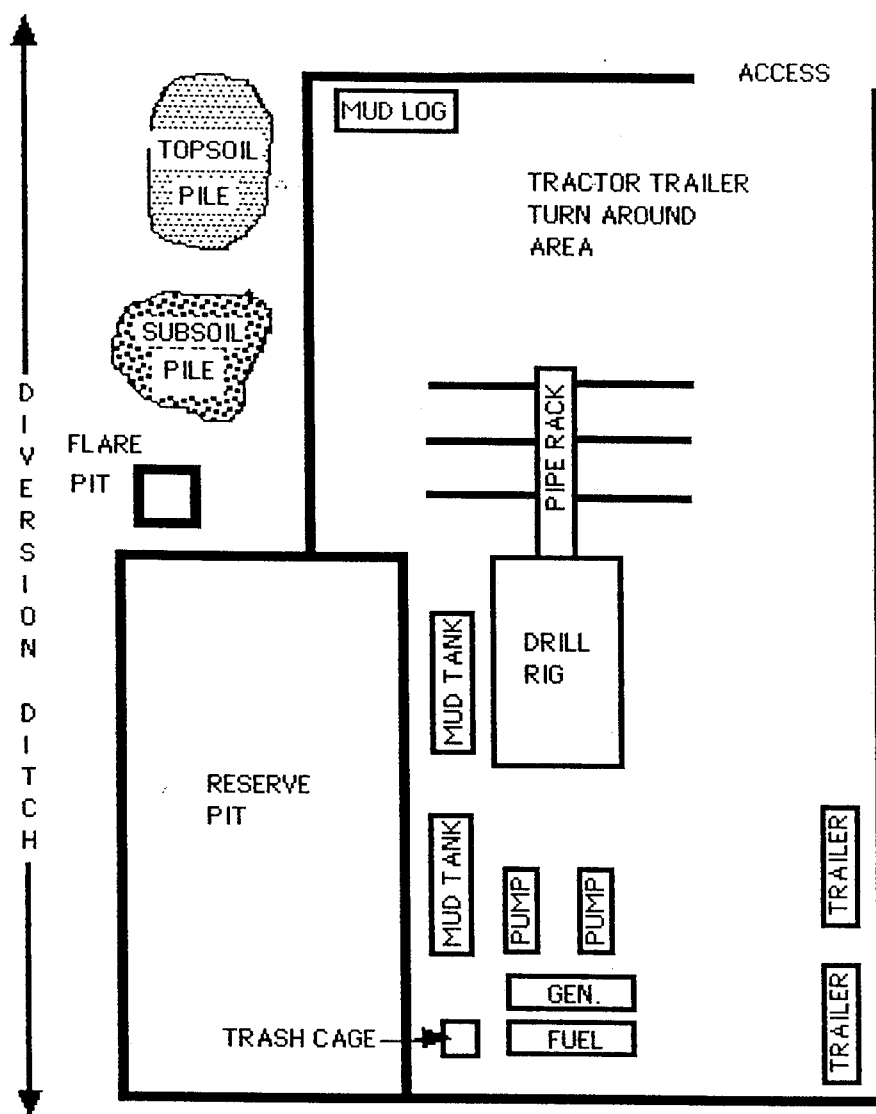 ACCESS
MUD LOG
TOPSOIL
PILE
TRACTOR TRAILER
TURN AROUND
AREA
SUBSOIL
PILE
PIPE RACK
FLARE
PIT
DIVERSION DITCH
MUD TANK
DRILL
RIG
RESERVE
PIT
MUD TANK
PUMP
PUMP
TRAILER
GEN.
TRASH CAGE
FUEL
TRAILER